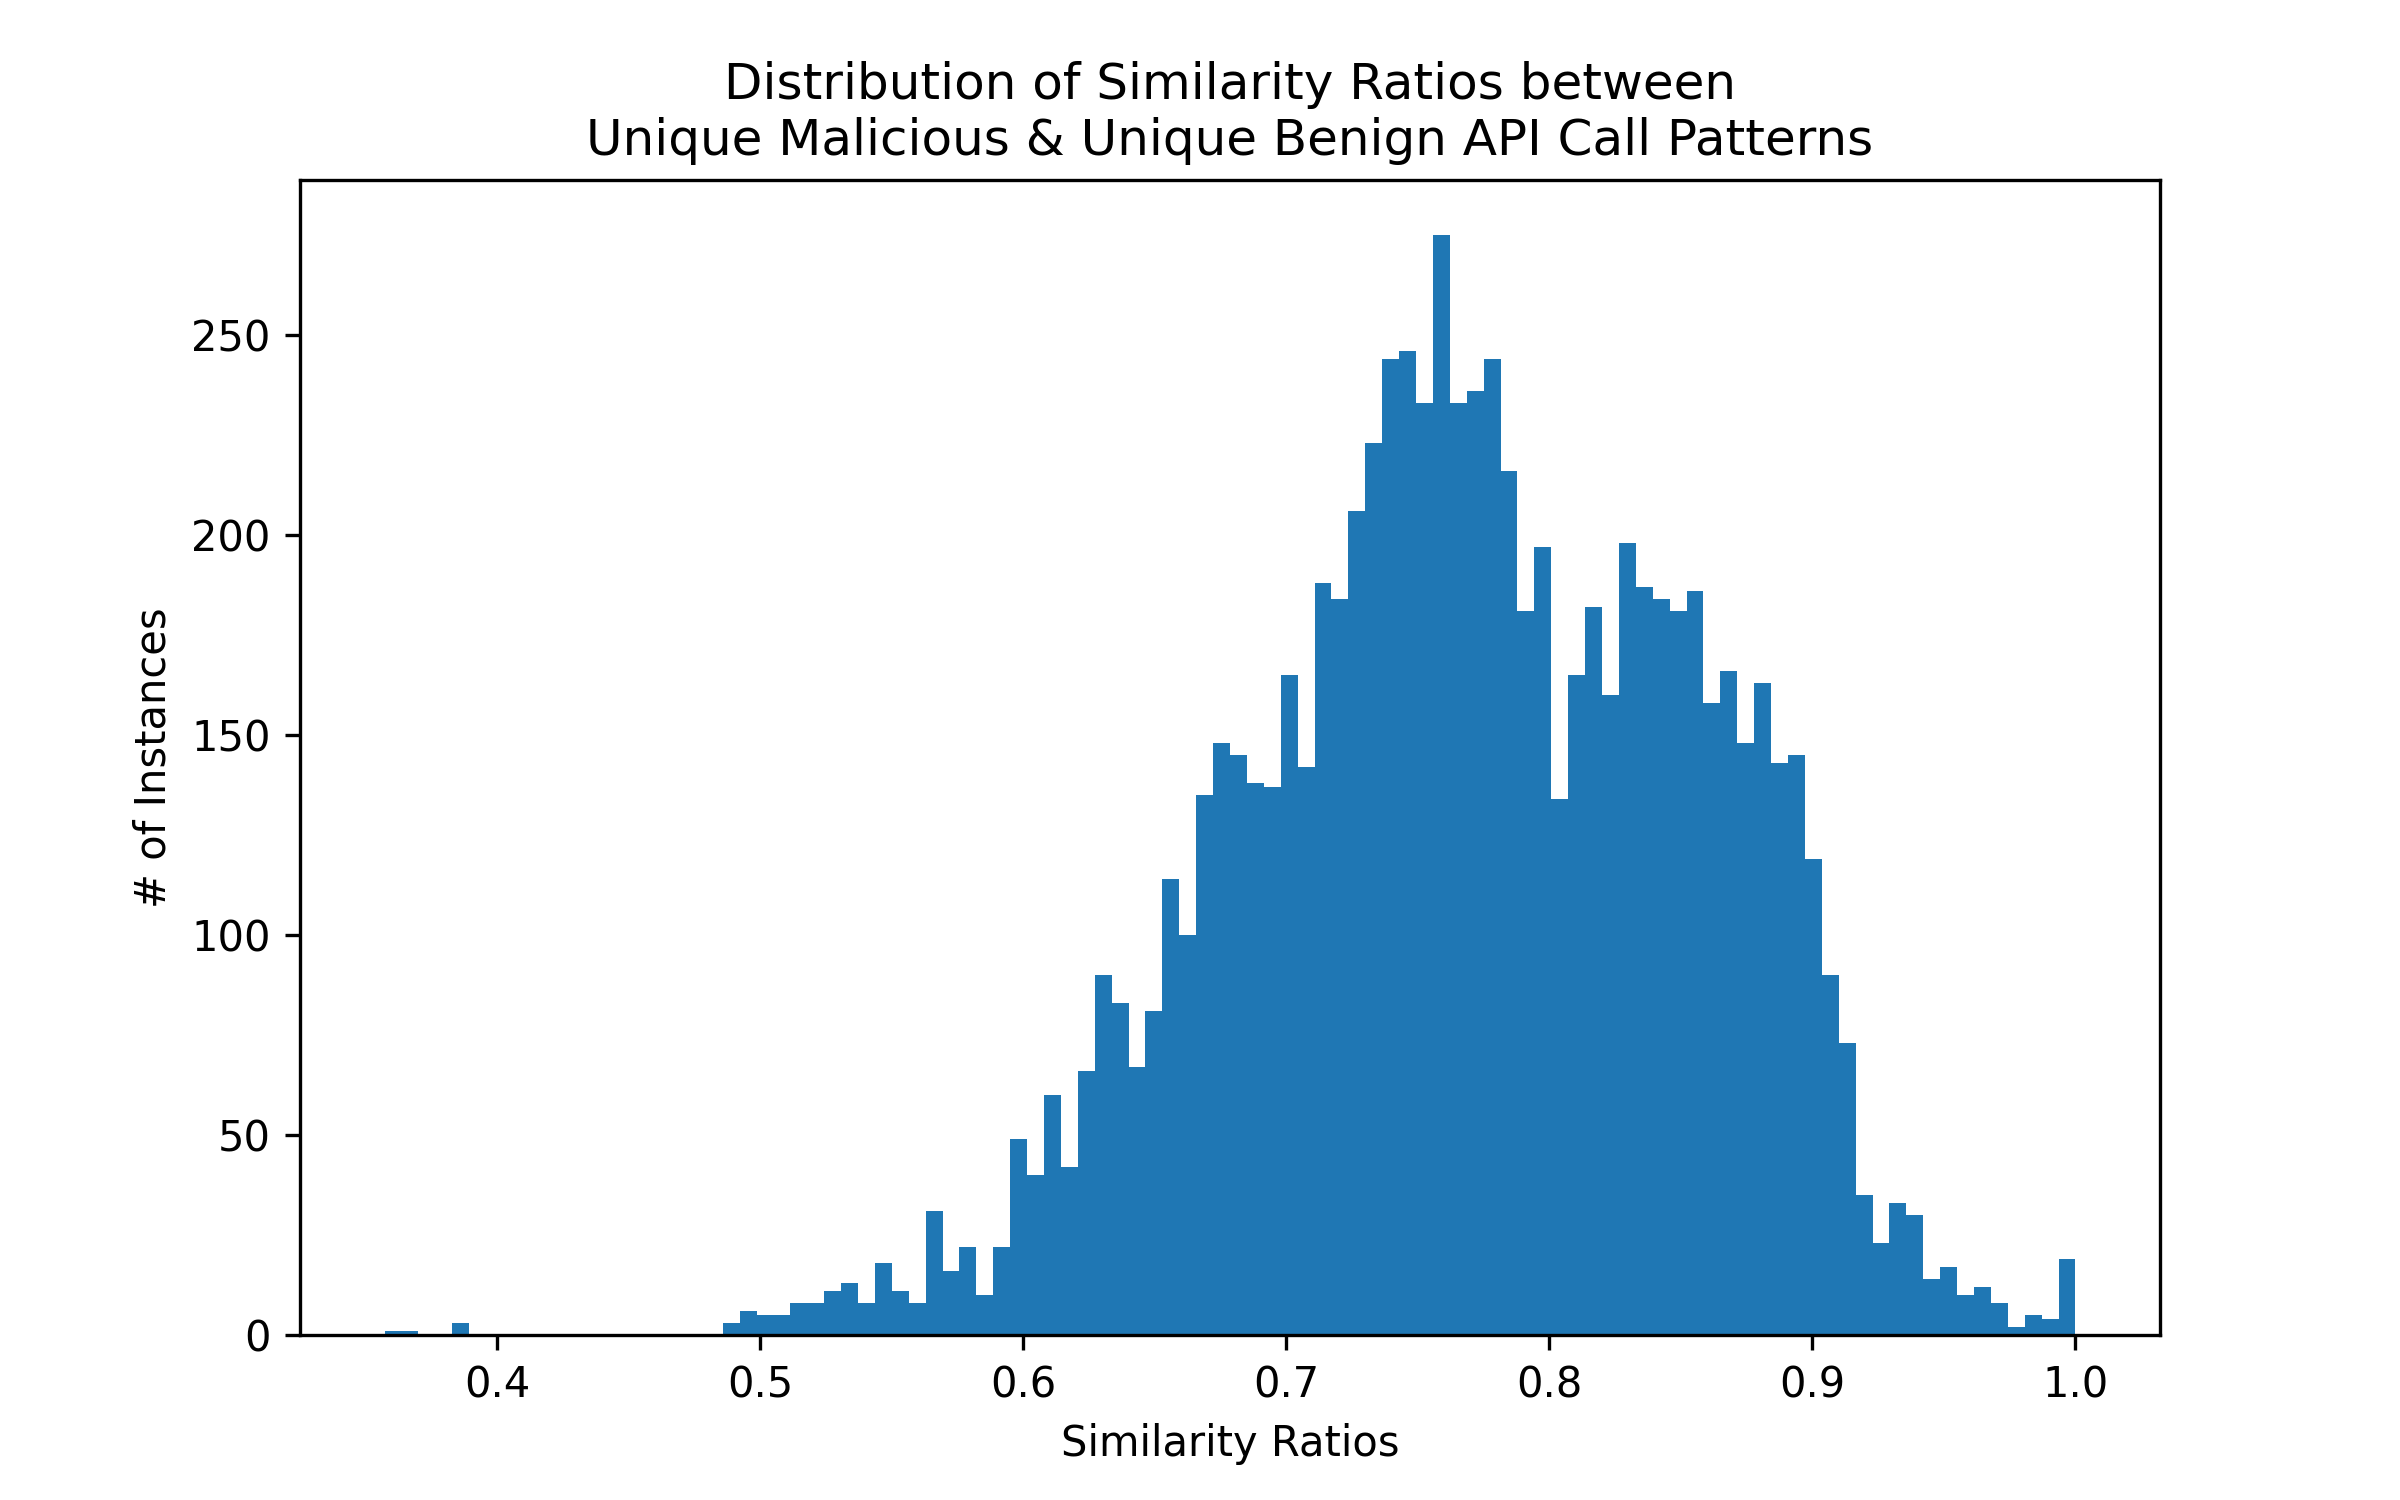 Distribution of Similarity Ratios between
Unique Malicious & Unique Benign API Call Patterns
250
200
150
100
50
0
# of Instances
0.4 0.5 0.6 0.7 0.8 0.9 1.0
Similarity Ratios